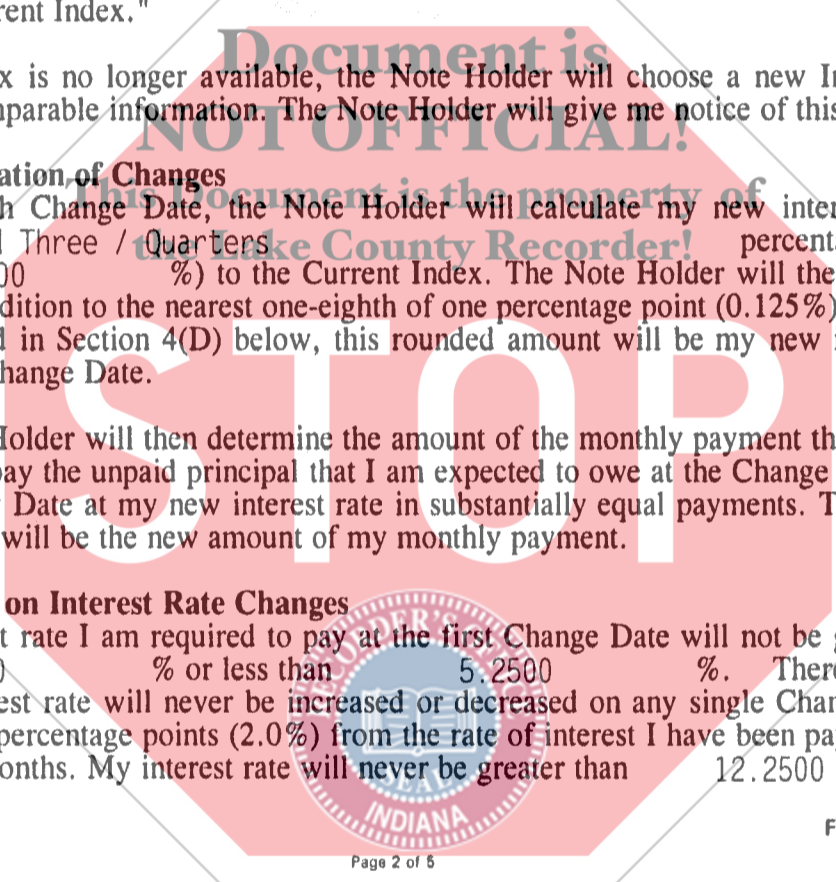 rent Index."
Document is
x is no longer available, the Note Holder will choose a new I
parable information. The Note Holder will give me notice of this
NOT OFFICIAL!
ation of Changes
This Document is the property of
h Change Date, the Note Holder will calculate my new inter
Three / Quarters percent
the Lake County Recorder!
00 %) to the Current Index. The Note Holder will the
dition to the nearest one-eighth of one percentage point (0.125%)
in Section 4(D) below, this rounded amount will be my new
hange Date.
STOP
Holder will then determine the amount of the monthly payment th
pay the unpaid principal that I am expected to owe at the Change
Date at my new interest rate in substantially equal payments. T
will be the new amount of my monthly payment.
on Interest Rate Changes
t rate I am required to pay at the first Change Date will not be
% or less than 5.2500 %. There
est rate will never be increased or decreased on any single Chan
percentage points (2.0%) from the rate of interest I have been pa
onths. My interest rate will never be greater than 12.2500
RECORDER'S OFFICE
SEAL
INDIANA
F
Page 2 of 5